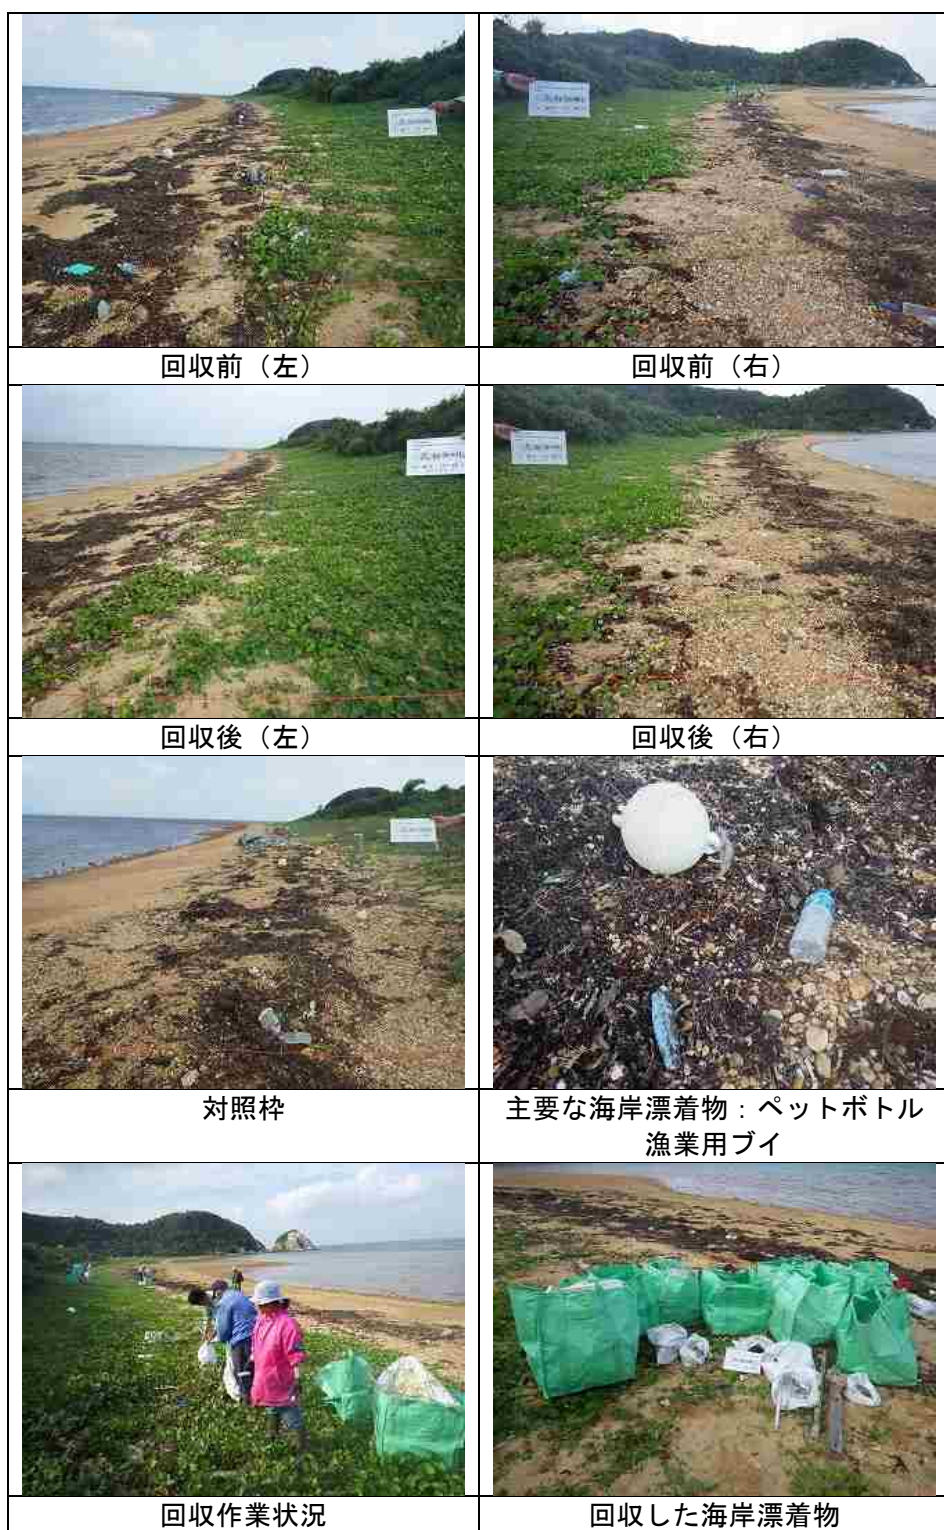 回収前（左）
回収前（右）
回収後（左）
回収後（右）
対照枠
主要な海岸漂着物：ペットボトル
漁業用ブイ
回収作業状況
回収した海岸漂着物